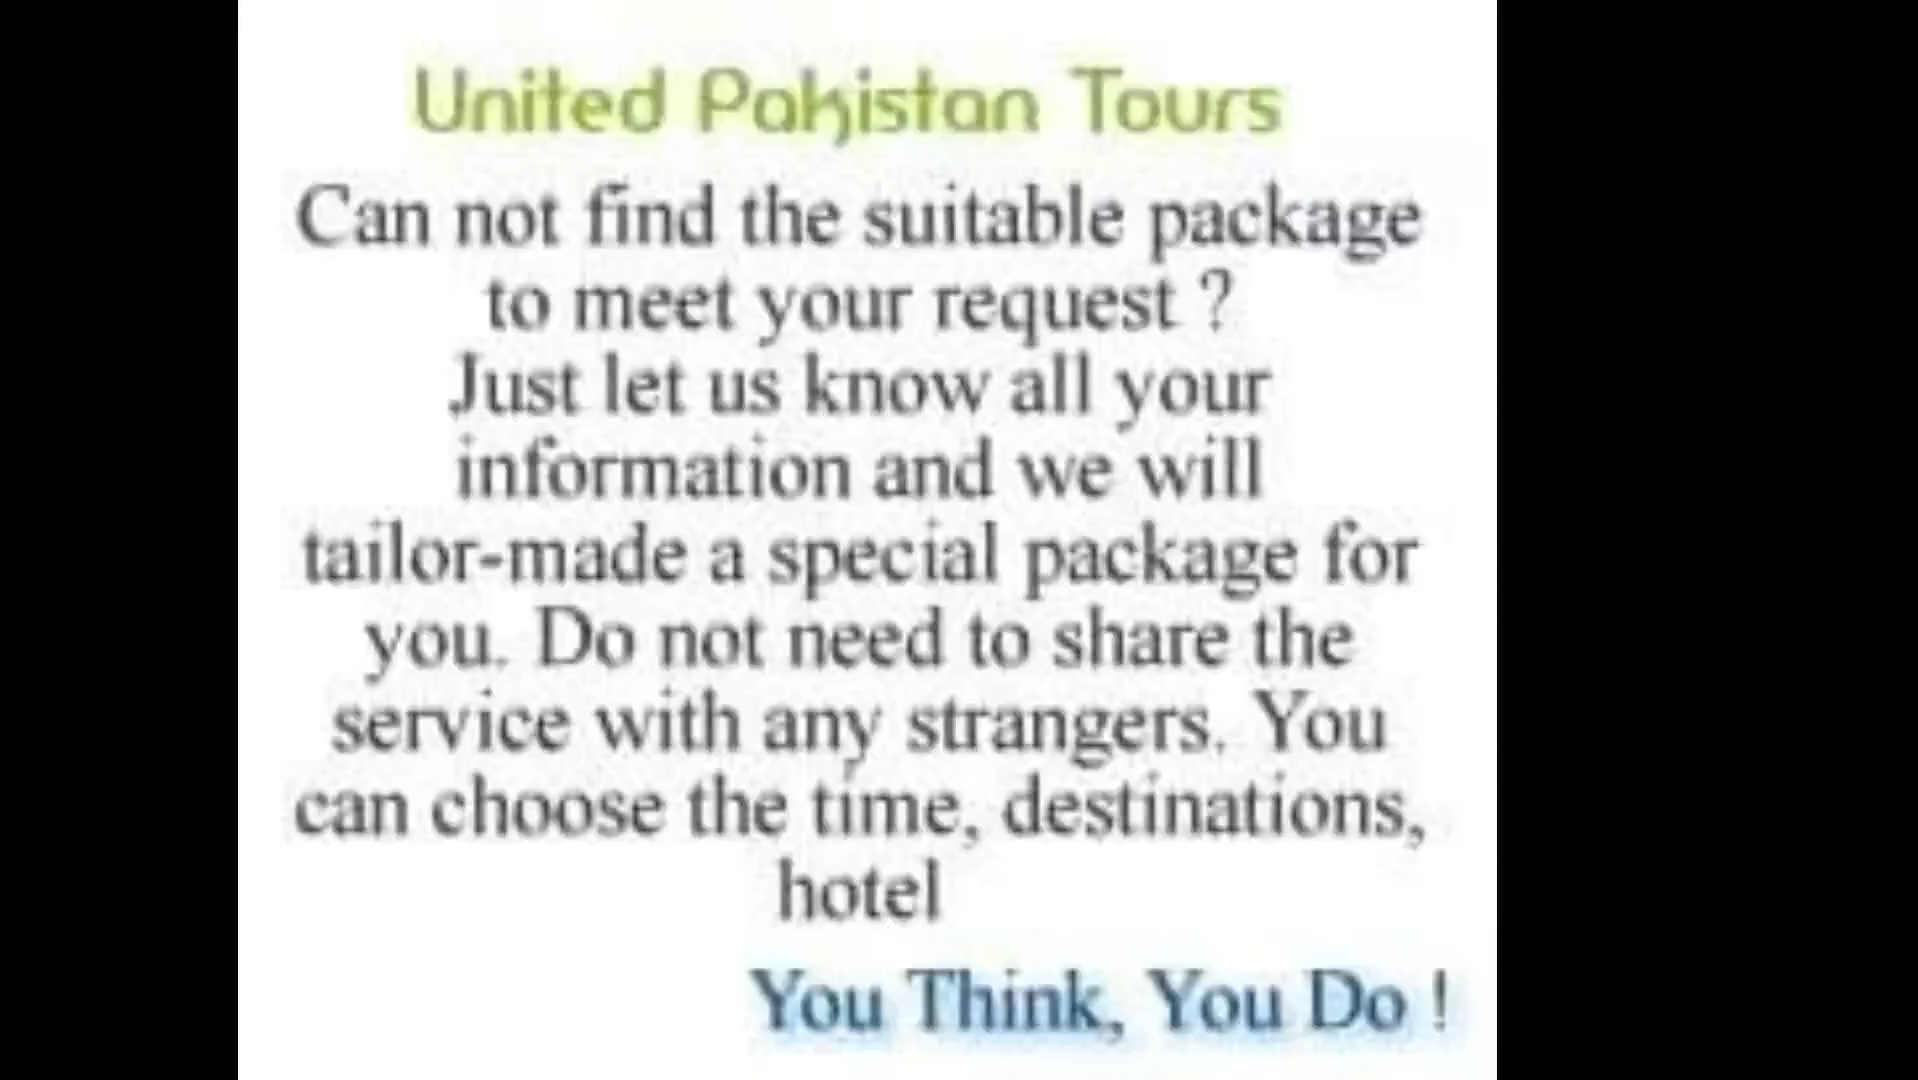 United Pakistan Tours
Can not find the suitable package
to meet your request ?
Just let us know all your
information and we will
tailor-made a special package for
you. Do not need to share the
service with any strangers. You
can choose the time, destinations,
hotel
You Think, You Do !